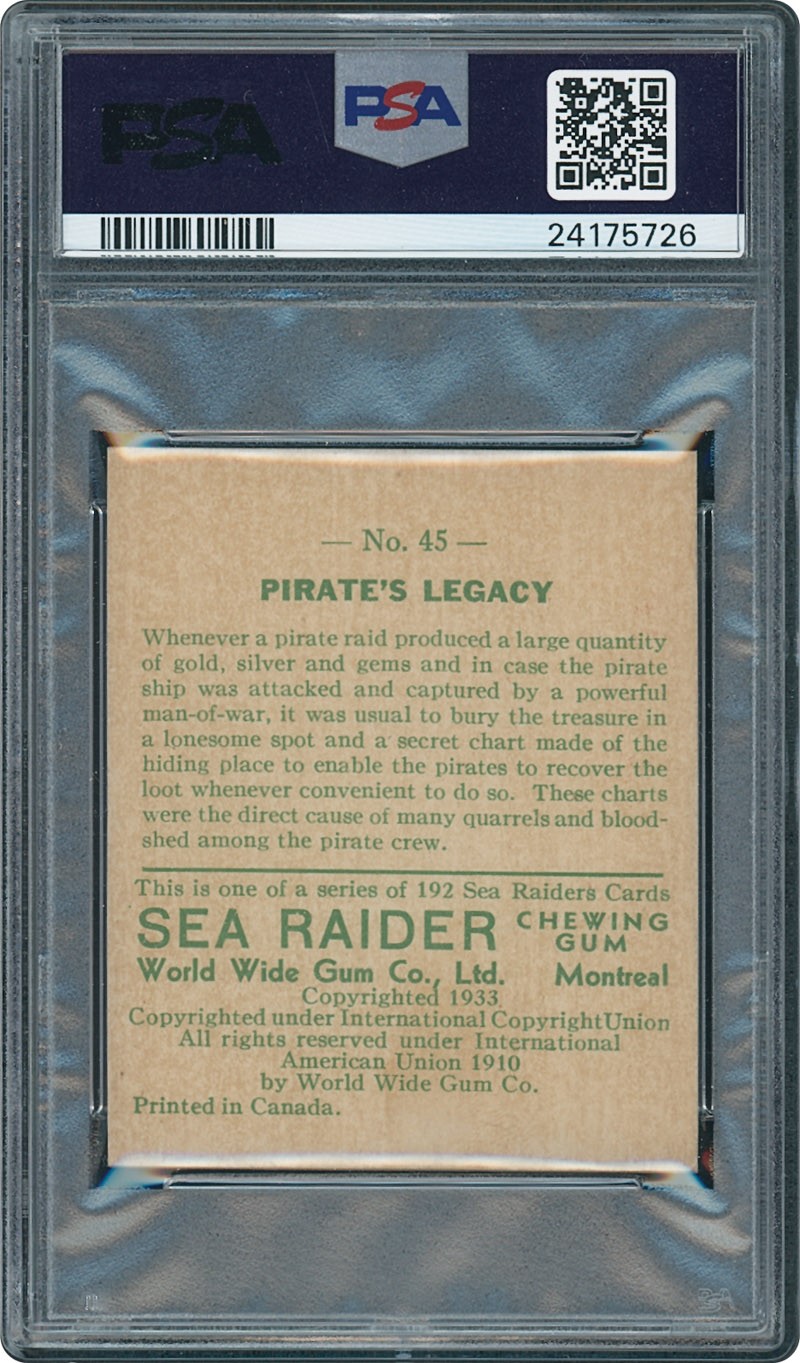 PSA
PSA
24175726
— No. 45 —
PIRATE'S LEGACY
Whenever a pirate raid produced a large quantity
of gold, silver and gems and in case the pirate
ship was attacked and captured by a powerful
man-of-war, it was usual to bury the treasure in
a lonesome spot and a secret chart made of the
hiding place to enable the pirates to recover the
loot whenever convenient to do so. These charts
were the direct cause of many quarrels and blood-
shed among the pirate crew.
This is one of a series of 192 Sea Raiders Cards
SEA RAIDER CHEWING GUM
World Wide Gum Co., Ltd. Montreal
Copyrighted 1933
Copyrighted under International Copyright Union
All rights reserved under International
American Union 1910
by World Wide Gum Co.
Printed in Canada.
PSA